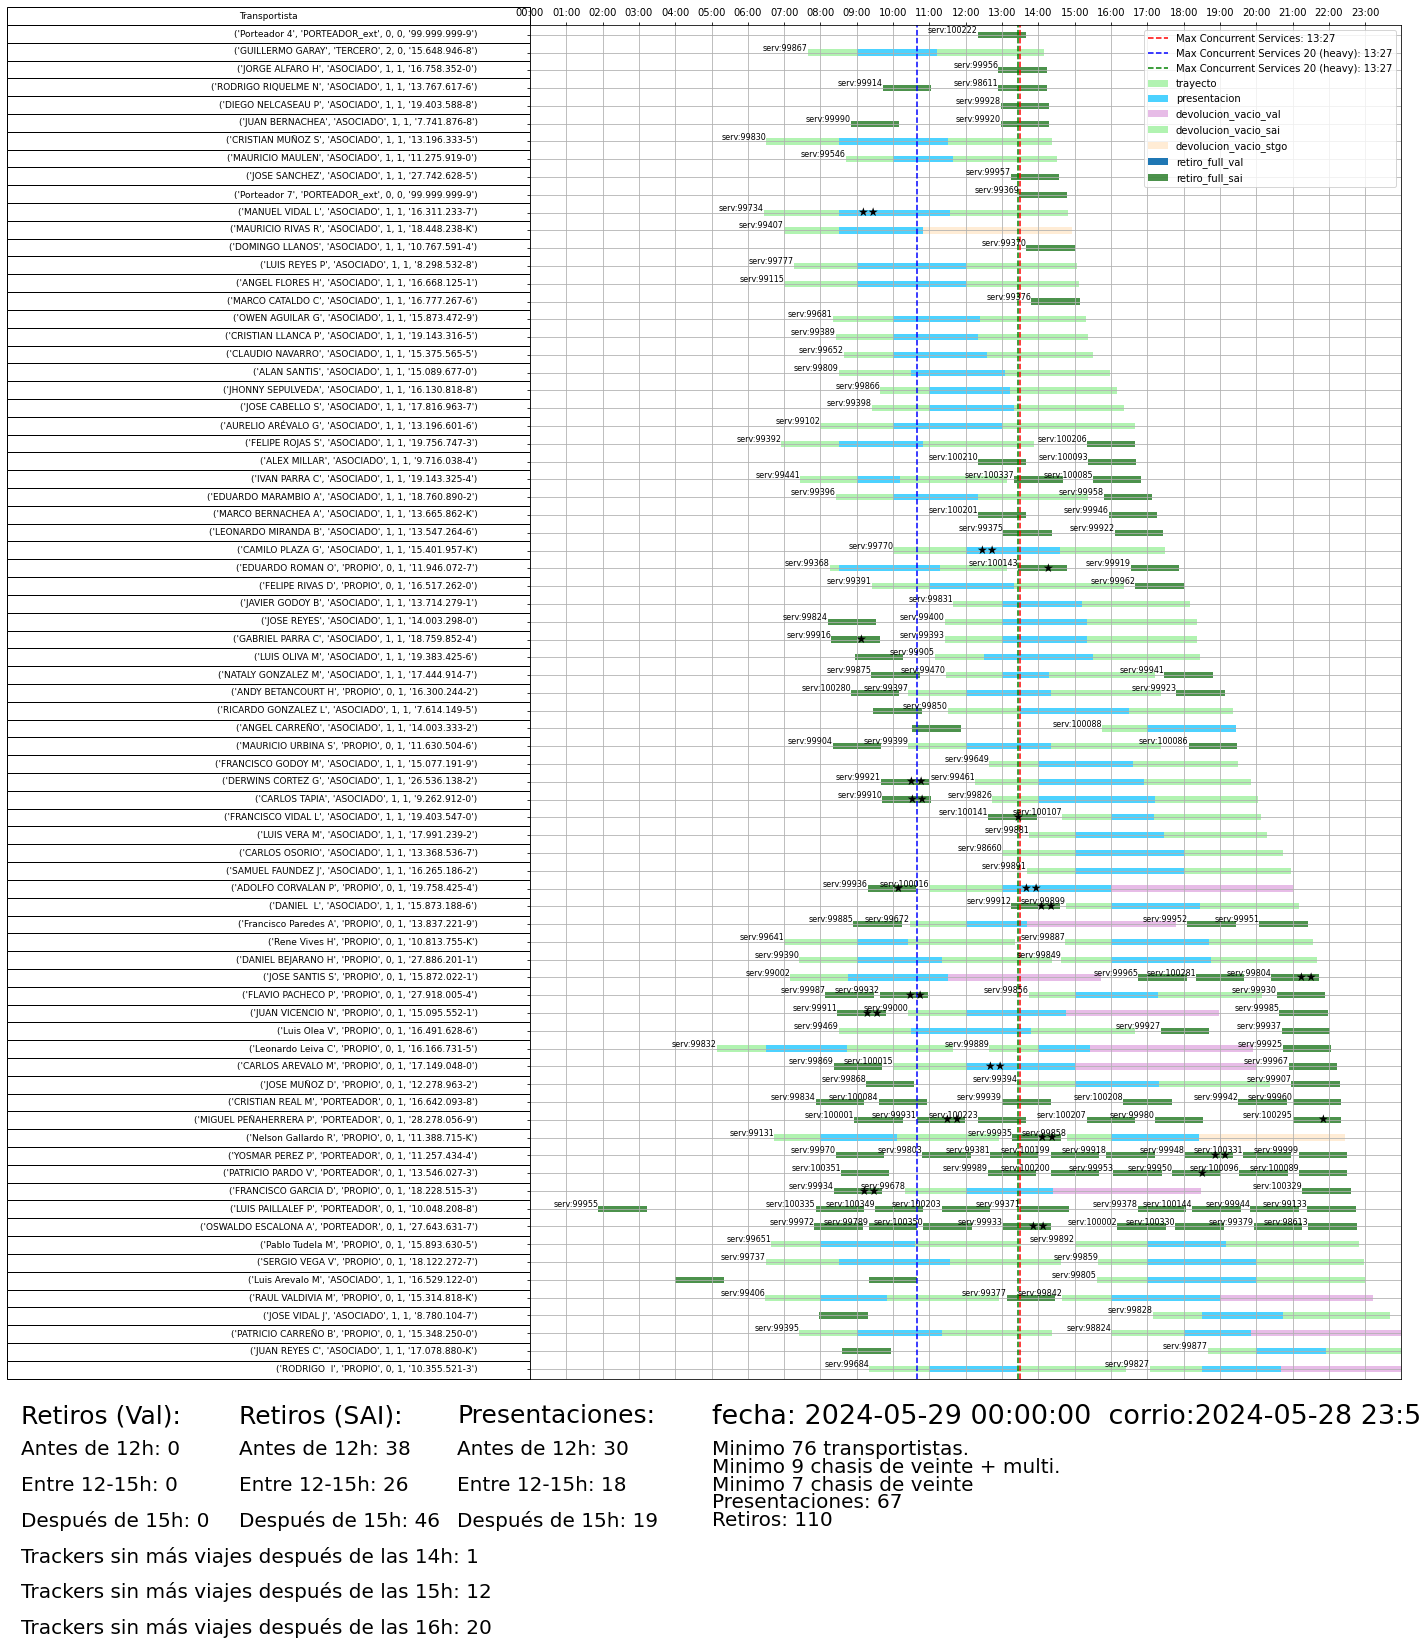 Transportista 00:00 01:00 02:00 03:00 04:00 05:00 06:00 07:00 08:00 09:00 10:00 11:00 12:00 13:00 14:00 15:00 16:00 17:00 18:00 19:00 20:00 21:00 22:00 23:00
Max Concurrent Services: 13:27
Max Concurrent Services 20 (heavy): 13:27
Max Concurrent Services 20 (heavy): 13:27
trayecto
presentacion
devolucion_vacio_val
devolucion_vacio_sai
devolucion_vacio_stgo
retiro_full_val
retiro_full_sai
('Porteador 4', 'PORTEADOR_ext', 0, 0, '99.999.999-9') serv:100222
('GUILLERMO GARAY', 'TERCERO', 2, 0, '15.648.946-8') serv:99867
('JORGE ALFARO H', 'ASOCIADO', 1, 1, '16.758.352-0') serv:99956
('RODRIGO RIQUELME N', 'ASOCIADO', 1, 1, '13.767.617-6') serv:99914 serv:98611
('DIEGO NELCASEAU P', 'ASOCIADO', 1, 1, '19.403.588-8') serv:99928
('JUAN BERNACHEA', 'ASOCIADO', 1, 1, '7.741.876-8') serv:99990 serv:99920
('CRISTIAN MUÑOZ S', 'ASOCIADO', 1, 1, '13.196.333-5') serv:99830
('MAURICIO MAULEN', 'ASOCIADO', 1, 1, '11.275.919-0') serv:99546
('JOSE SANCHEZ', 'ASOCIADO', 1, 1, '27.742.628-5') serv:99957
('Porteador 7', 'PORTEADOR_ext', 0, 0, '99.999.999-9') serv:99369
('MANUEL VIDAL L', 'ASOCIADO', 1, 1, '16.311.233-7') serv:99734
('MAURICIO RIVAS R', 'ASOCIADO', 1, 1, '18.448.238-K') serv:99407
('DOMINGO LLANOS', 'ASOCIADO', 1, 1, '10.767.591-4') serv:99370
('LUIS REYES P', 'ASOCIADO', 1, 1, '8.298.532-8') serv:99777
('ANGEL FLORES H', 'ASOCIADO', 1, 1, '16.668.125-1') serv:99115
('MARCO CATALDO C', 'ASOCIADO', 1, 1, '16.777.267-6') serv:99376
('OWEN AGUILAR G', 'ASOCIADO', 1, 1, '15.873.472-9') serv:99681
('CRISTIAN LLANCA P', 'ASOCIADO', 1, 1, '19.143.316-5') serv:99389
('CLAUDIO NAVARRO', 'ASOCIADO', 1, 1, '15.375.565-5') serv:99652
('ALAN SANTIS', 'ASOCIADO', 1, 1, '15.089.677-0') serv:99809
('JHONNY SEPULVEDA', 'ASOCIADO', 1, 1, '16.130.818-8') serv:99866
('JOSE CABELLO S', 'ASOCIADO', 1, 1, '17.816.963-7') serv:99398
('AURELIO ARÉVALO G', 'ASOCIADO', 1, 1, '13.196.601-6') serv:99102
('FELIPE ROJAS S', 'ASOCIADO', 1, 1, '19.756.747-3') serv:99392 serv:100206
('ALEX MILLAR', 'ASOCIADO', 1, 1, '9.716.038-4') serv:100210 serv:100093
('IVAN PARRA C', 'ASOCIADO', 1, 1, '19.143.325-4') serv:99441 serv:100337 serv:100085
('EDUARDO MARAMBIO A', 'ASOCIADO', 1, 1, '18.760.890-2') serv:99396 serv:99958
('MARCO BERNACHEA A', 'ASOCIADO', 1, 1, '13.665.862-K') serv:100201 serv:99946
('LEONARDO MIRANDA B', 'ASOCIADO', 1, 1, '13.547.264-6') serv:99375 serv:99922
('CAMILO PLAZA G', 'ASOCIADO', 1, 1, '15.401.957-K') serv:99770
('EDUARDO ROMAN O', 'PROPIO', 0, 1, '11.946.072-7') serv:99368 serv:100143 serv:99919
('FELIPE RIVAS D', 'PROPIO', 0, 1, '16.517.262-0') serv:99391 serv:99962
('JAVIER GODOY B', 'ASOCIADO', 1, 1, '13.714.279-1') serv:99831
('JOSE REYES', 'ASOCIADO', 1, 1, '14.003.298-0') serv:99824 serv:99400
('GABRIEL PARRA C', 'ASOCIADO', 1, 1, '18.759.852-4') serv:99916 serv:99393
('LUIS OLIVA M', 'ASOCIADO', 1, 1, '19.383.425-6') serv:99905
('NATALY GONZALEZ M', 'ASOCIADO', 1, 1, '17.444.914-7') serv:99875 serv:99470 serv:99941
('ANDY BETANCOURT H', 'PROPIO', 0, 1, '16.300.244-2') serv:100280 serv:99397 serv:99923
('RICARDO GONZALEZ L', 'ASOCIADO', 1, 1, '7.614.149-5') serv:99850
('ANGEL CARREÑO', 'ASOCIADO', 1, 1, '14.003.333-2') serv:100088
('MAURICIO URBINA S', 'PROPIO', 0, 1, '11.630.504-6') serv:99904 serv:99399 serv:100086
('FRANCISCO GODOY M', 'ASOCIADO', 1, 1, '15.077.191-9') serv:99649
('DERWINS CORTEZ G', 'ASOCIADO', 1, 1, '26.536.138-2') serv:99921 serv:99461
('CARLOS TAPIA', 'ASOCIADO', 1, 1, '9.262.912-0') serv:99910 serv:99826
('FRANCISCO VIDAL L', 'ASOCIADO', 1, 1, '19.403.547-0') serv:100141 serv:100107
('LUIS VERA M', 'ASOCIADO', 1, 1, '17.991.239-2') serv:99881
('CARLOS OSORIO', 'ASOCIADO', 1, 1, '13.368.536-7') serv:98660
('SAMUEL FAUNDEZ J', 'ASOCIADO', 1, 1, '16.265.186-2') serv:99891
('ADOLFO CORVALAN P', 'PROPIO', 0, 1, '19.758.425-4') serv:99936 serv:100016
('DANIEL  L', 'ASOCIADO', 1, 1, '15.873.188-6') serv:99912 serv:99899
('Francisco Paredes A', 'PROPIO', 0, 1, '13.837.221-9') serv:99885 serv:99672 serv:99952 serv:99951
('Rene Vives H', 'PROPIO', 0, 1, '10.813.755-K') serv:99641 serv:99887
('DANIEL BEJARANO H', 'PROPIO', 0, 1, '27.886.201-1') serv:99390 serv:99849
('JOSE SANTIS S', 'PROPIO', 0, 1, '15.872.022-1') serv:99002 serv:99965 serv:100281 serv:99804
('FLAVIO PACHECO P', 'PROPIO', 0, 1, '27.918.005-4') serv:99987 serv:99932 serv:99856 serv:99930
('JUAN VICENCIO N', 'PROPIO', 0, 1, '15.095.552-1') serv:99911 serv:99000 serv:99985
('Luis Olea V', 'PROPIO', 0, 1, '16.491.628-6') serv:99469 serv:99927 serv:99937
('Leonardo Leiva C', 'PROPIO', 0, 1, '16.166.731-5') serv:99832 serv:99889 serv:99925
('CARLOS AREVALO M', 'PROPIO', 0, 1, '17.149.048-0') serv:99869 serv:100015 serv:99967
('JOSE MUÑOZ D', 'PROPIO', 0, 1, '12.278.963-2') serv:99868 serv:99394 serv:99907
('CRISTIAN REAL M', 'PORTEADOR', 0, 1, '16.642.093-8') serv:99834 serv:100084 serv:99939 serv:100208 serv:99942 serv:99960
('MIGUEL PEÑAHERRERA P', 'PORTEADOR', 0, 1, '28.278.056-9') serv:100001 serv:99931 serv:100223 serv:100207 serv:99980 serv:100295
('Nelson Gallardo R', 'PROPIO', 0, 1, '11.388.715-K') serv:99131 serv:99935 serv:99858
('YOSMAR PEREZ P', 'PORTEADOR', 0, 1, '11.257.434-4') serv:99970 serv:99803 serv:99381 serv:100199 serv:99918 serv:99948 serv:100331 serv:99999
('PATRICIO PARDO V', 'PORTEADOR', 0, 1, '13.546.027-3') serv:100351 serv:99989 serv:100200 serv:99953 serv:99950 serv:100096 serv:100089
('FRANCISCO GARCIA D', 'PROPIO', 0, 1, '18.228.515-3') serv:99934 serv:99678 serv:100329
('LUIS PAILLALEF P', 'PORTEADOR', 0, 1, '10.048.208-8') serv:99955 serv:100335 serv:100349 serv:100203 serv:99371 serv:99378 serv:100144 serv:99944 serv:99133
('OSWALDO ESCALONA A', 'PORTEADOR', 0, 1, '27.643.631-7') serv:99972 serv:99789 serv:100350 serv:99933 serv:100002 serv:100330 serv:99379 serv:98613
('Pablo Tudela M', 'PROPIO', 0, 1, '15.893.630-5') serv:99651 serv:99892
('SERGIO VEGA V', 'PROPIO', 0, 1, '18.122.272-7') serv:99737 serv:99859
('Luis Arevalo M', 'ASOCIADO', 1, 1, '16.529.122-0') serv:99805
('RAUL VALDIVIA M', 'PROPIO', 0, 1, '15.314.818-K') serv:99406 serv:99377 serv:99842
('JOSE VIDAL J', 'ASOCIADO', 1, 1, '8.780.104-7') serv:99828
('PATRICIO CARREÑO B', 'PROPIO', 0, 1, '15.348.250-0') serv:99395 serv:98824
('JUAN REYES C', 'ASOCIADO', 1, 1, '17.078.880-K') serv:99877
('RODRIGO  I', 'PROPIO', 0, 1, '10.355.521-3') serv:99684 serv:99827
Retiros (Val): Retiros (SAI): Presentaciones: fecha: 2024-05-29 00:00:00  corrio:2024-05-28 23:5
Antes de 12h: 0 Antes de 12h: 38 Antes de 12h: 30 Minimo 76 transportistas.
Minimo 9 chasis de veinte + multi.
Entre 12-15h: 0 Entre 12-15h: 26 Entre 12-15h: 18 Minimo 7 chasis de veinte
Presentaciones: 67
Después de 15h: 0 Después de 15h: 46 Después de 15h: 19 Retiros: 110
Trackers sin más viajes después de las 14h: 1
Trackers sin más viajes después de las 15h: 12
Trackers sin más viajes después de las 16h: 20